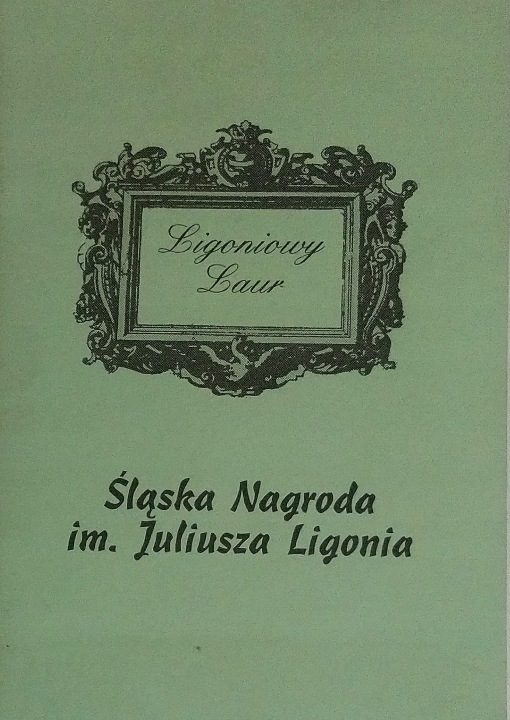 Ligoniowy
Laur
Śląska Nagroda
im. Juliusza Ligonia